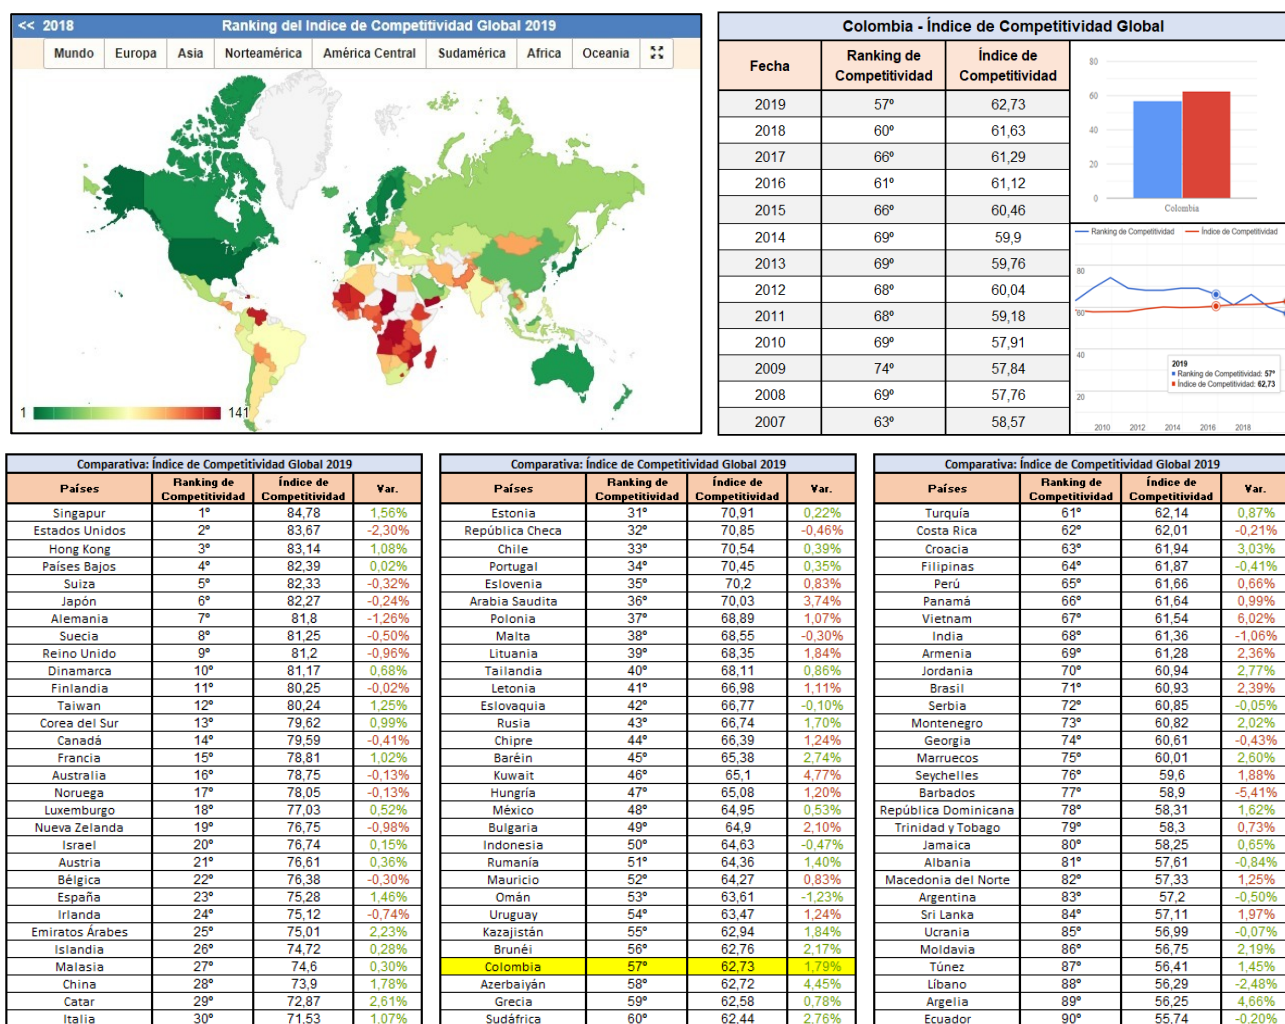 << 2018 Ranking del Indice de Competitividad Global 2019
Mundo Europa Asia Norteamérica América Central Sudamérica Africa Oceania
1 141
Colombia - Índice de Competitividad Global
Fecha Ranking de Competitividad Índice de Competitividad
2019 57º 62,73
2018 60º 61,63
2017 66º 61,29
2016 61º 61,12
2015 66º 60,46
2014 69º 59,9
2013 69º 59,76
2012 68º 60,04
2011 68º 59,18
2010 69º 57,91
2009 74º 57,84
2008 69º 57,76
2007 63º 58,57
80
60
40
20
0
Colombia
Ranking de Competitividad Índice de Competitividad
80
60
40
20
2019
Ranking de Competitividad: 57º
Índice de Competitividad: 62,73
2010 2012 2014 2016 2018
Comparativa: Índice de Competitividad Global 2019
Países Ranking de Competitividad Índice de Competitividad Var.
Singapur 1º 84,78 1,56%
Estados Unidos 2º 83,67 -2,30%
Hong Kong 3º 83,14 1,08%
Países Bajos 4º 82,39 0,02%
Suiza 5º 82,33 -0,32%
Japón 6º 82,27 -0,24%
Alemania 7º 81,8 -1,26%
Suecia 8º 81,25 -0,50%
Reino Unido 9º 81,2 -0,96%
Dinamarca 10º 81,17 0,68%
Finlandia 11º 80,25 -0,02%
Taiwan 12º 80,24 1,25%
Corea del Sur 13º 79,62 0,99%
Canadá 14º 79,59 -0,41%
Francia 15º 78,81 1,02%
Australia 16º 78,75 -0,13%
Noruega 17º 78,05 -0,13%
Luxemburgo 18º 77,03 0,52%
Nueva Zelanda 19º 76,75 -0,98%
Israel 20º 76,74 0,15%
Austria 21º 76,61 0,36%
Bélgica 22º 76,38 -0,30%
España 23º 75,28 1,46%
Irlanda 24º 75,12 -0,74%
Emiratos Árabes 25º 75,01 2,23%
Islandia 26º 74,72 0,28%
Malasia 27º 74,6 0,30%
China 28º 73,9 1,78%
Catar 29º 72,87 2,61%
Italia 30º 71,53 1,07%
Comparativa: Índice de Competitividad Global 2019
Países Ranking de Competitividad Índice de Competitividad Var.
Estonia 31º 70,91 0,22%
República Checa 32º 70,85 -0,46%
Chile 33º 70,54 0,39%
Portugal 34º 70,45 0,35%
Eslovenia 35º 70,2 0,83%
Arabia Saudita 36º 70,03 3,74%
Polonia 37º 68,89 1,07%
Malta 38º 68,55 -0,30%
Lituania 39º 68,35 1,84%
Tailandia 40º 68,11 0,86%
Letonia 41º 66,98 1,11%
Eslovaquia 42º 66,77 -0,10%
Rusia 43º 66,74 1,70%
Chipre 44º 66,39 1,24%
Baréin 45º 65,38 2,74%
Kuwait 46º 65,1 4,77%
Hungría 47º 65,08 1,20%
México 48º 64,95 0,53%
Bulgaria 49º 64,9 2,10%
Indonesia 50º 64,63 -0,47%
Rumanía 51º 64,36 1,40%
Mauricio 52º 64,27 0,83%
Omán 53º 63,61 -1,23%
Uruguay 54º 63,47 1,24%
Kazajistán 55º 62,94 1,84%
Brunéi 56º 62,76 2,17%
Colombia 57º 62,73 1,79%
Azerbaiyán 58º 62,72 4,45%
Grecia 59º 62,58 0,78%
Sudáfrica 60º 62,44 2,76%
Comparativa: Índice de Competitividad Global 2019
Países Ranking de Competitividad Índice de Competitividad Var.
Turquía 61º 62,14 0,87%
Costa Rica 62º 62,01 -0,21%
Croacia 63º 61,94 3,03%
Filipinas 64º 61,87 -0,41%
Perú 65º 61,66 0,66%
Panamá 66º 61,64 0,99%
Vietnam 67º 61,54 6,02%
India 68º 61,36 -1,06%
Armenia 69º 61,28 2,36%
Jordania 70º 60,94 2,77%
Brasil 71º 60,93 2,39%
Serbia 72º 60,85 -0,05%
Montenegro 73º 60,82 2,02%
Georgia 74º 60,61 -0,43%
Marruecos 75º 60,01 2,60%
Seychelles 76º 59,6 1,88%
Barbados 77º 58,9 -5,41%
República Dominicana 78º 58,31 1,62%
Trinidad y Tobago 79º 58,3 0,73%
Jamaica 80º 58,25 0,65%
Albania 81º 57,61 -0,84%
Macedonia del Norte 82º 57,33 1,25%
Argentina 83º 57,2 -0,50%
Sri Lanka 84º 57,11 1,97%
Ucrania 85º 56,99 -0,07%
Moldavia 86º 56,75 2,19%
Túnez 87º 56,41 1,45%
Líbano 88º 56,29 -2,48%
Argelia 89º 56,25 4,66%
Ecuador 90º 55,74 -0,20%